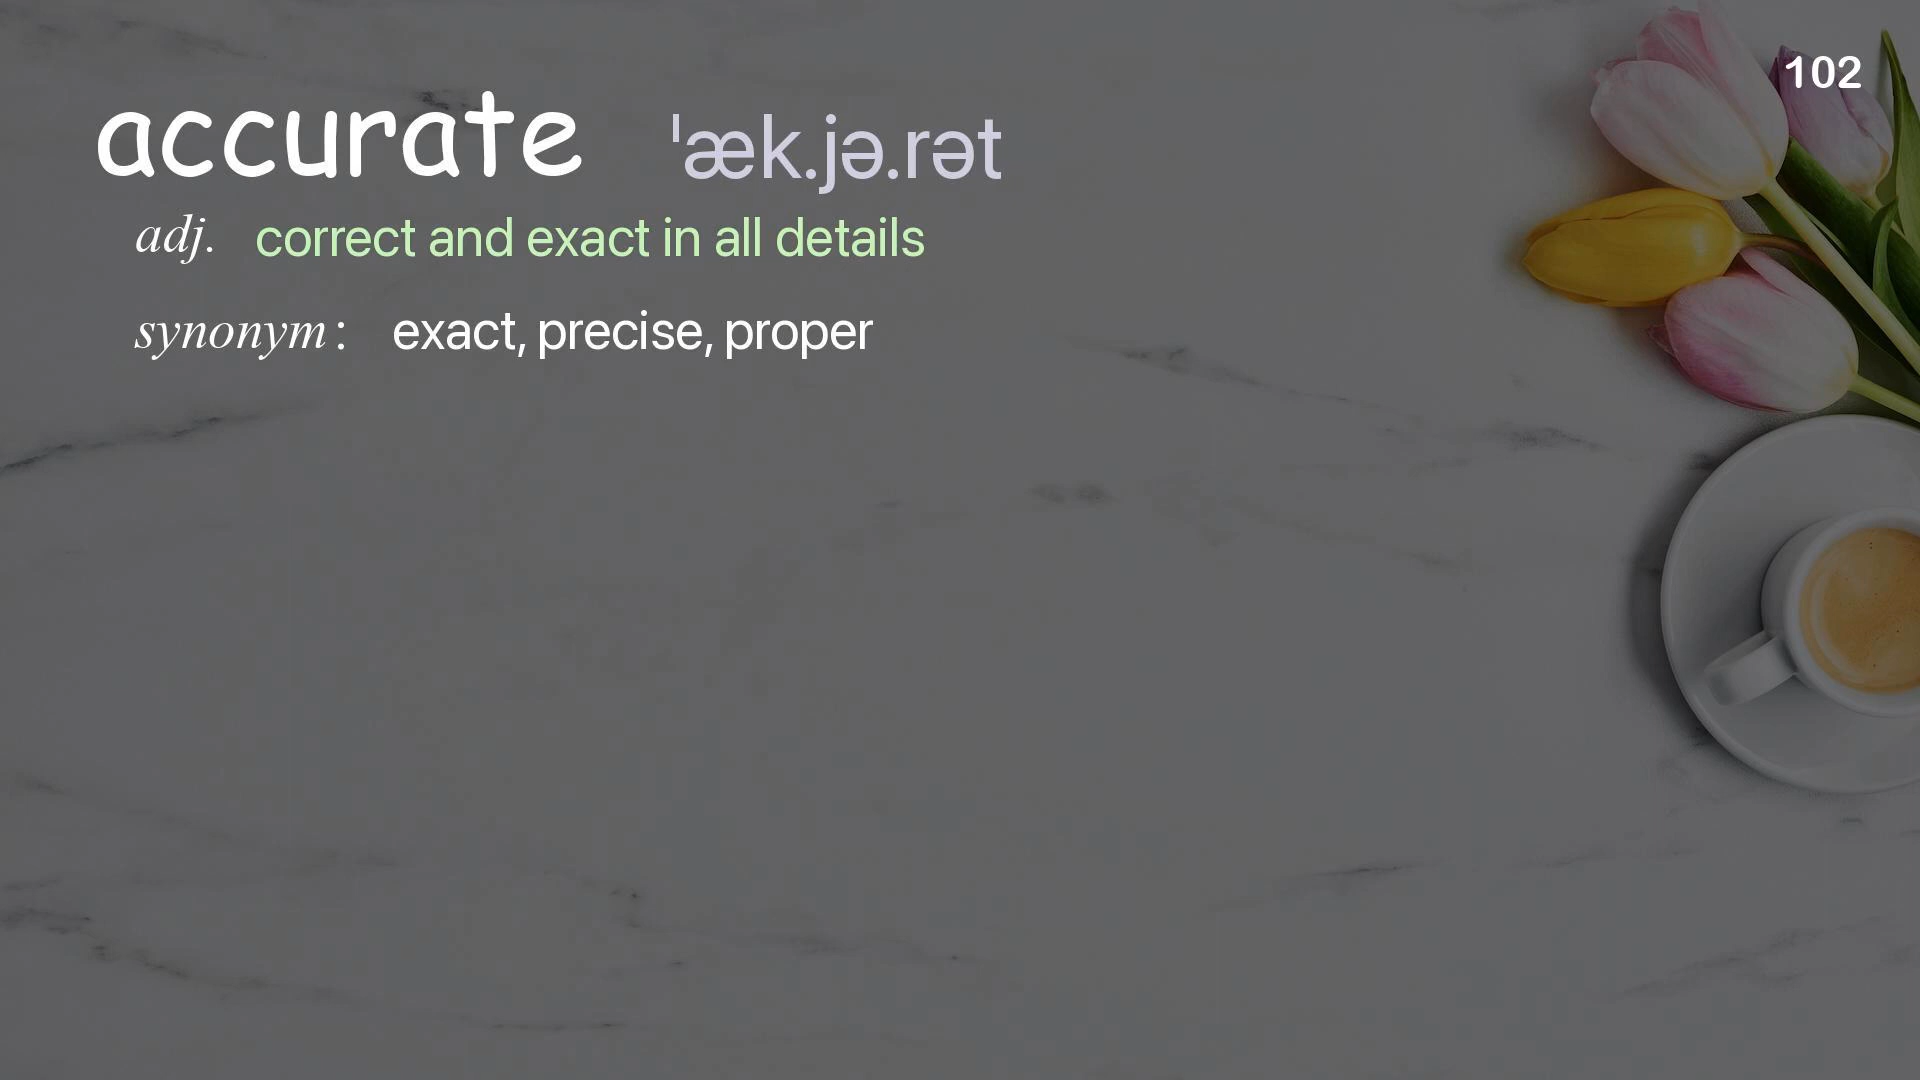 102
accurate ˈæk.jə.rət
adj. correct and exact in all details
synonym: exact, precise, proper